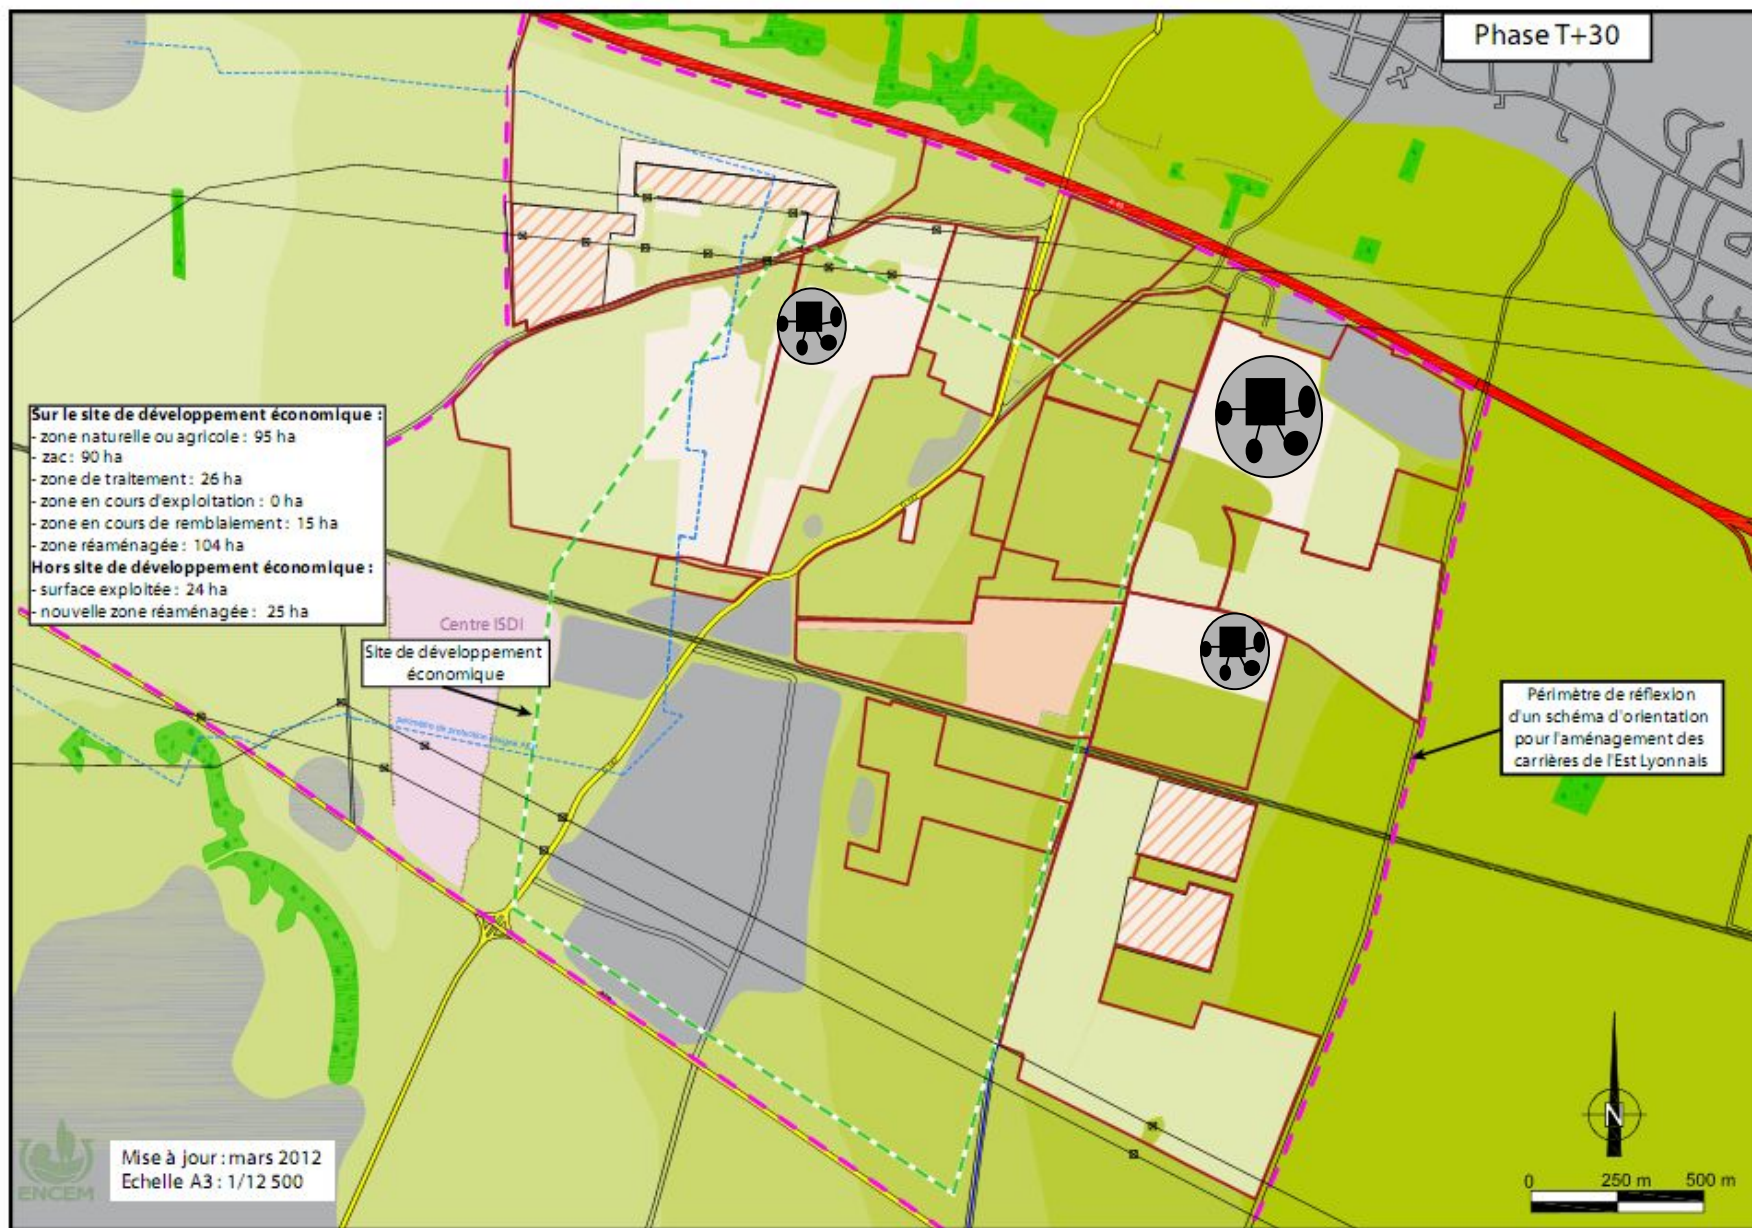 Phase T+30
Sur le site de développement économique :
- zone naturelle ou agricole : 95 ha
- zac : 90 ha
- zone de traitement : 26 ha
- zone en cours d'exploitation : 0 ha
- zone en cours de remblaiement : 15 ha
- zone réaménagée : 104 ha
Hors site de développement économique :
- surface exploitée : 24 ha
- nouvelle zone réaménagée : 25 ha
Centre ISDI
Site de développement
économique
périmètre de protection
Périmètre de réflexion
d'un schéma d'orientation
pour l'aménagement des
carrières de l'Est Lyonnais
N
0 250 m 500 m
Mise à jour : mars 2012
Echelle A3 : 1/12 500
ENCEM